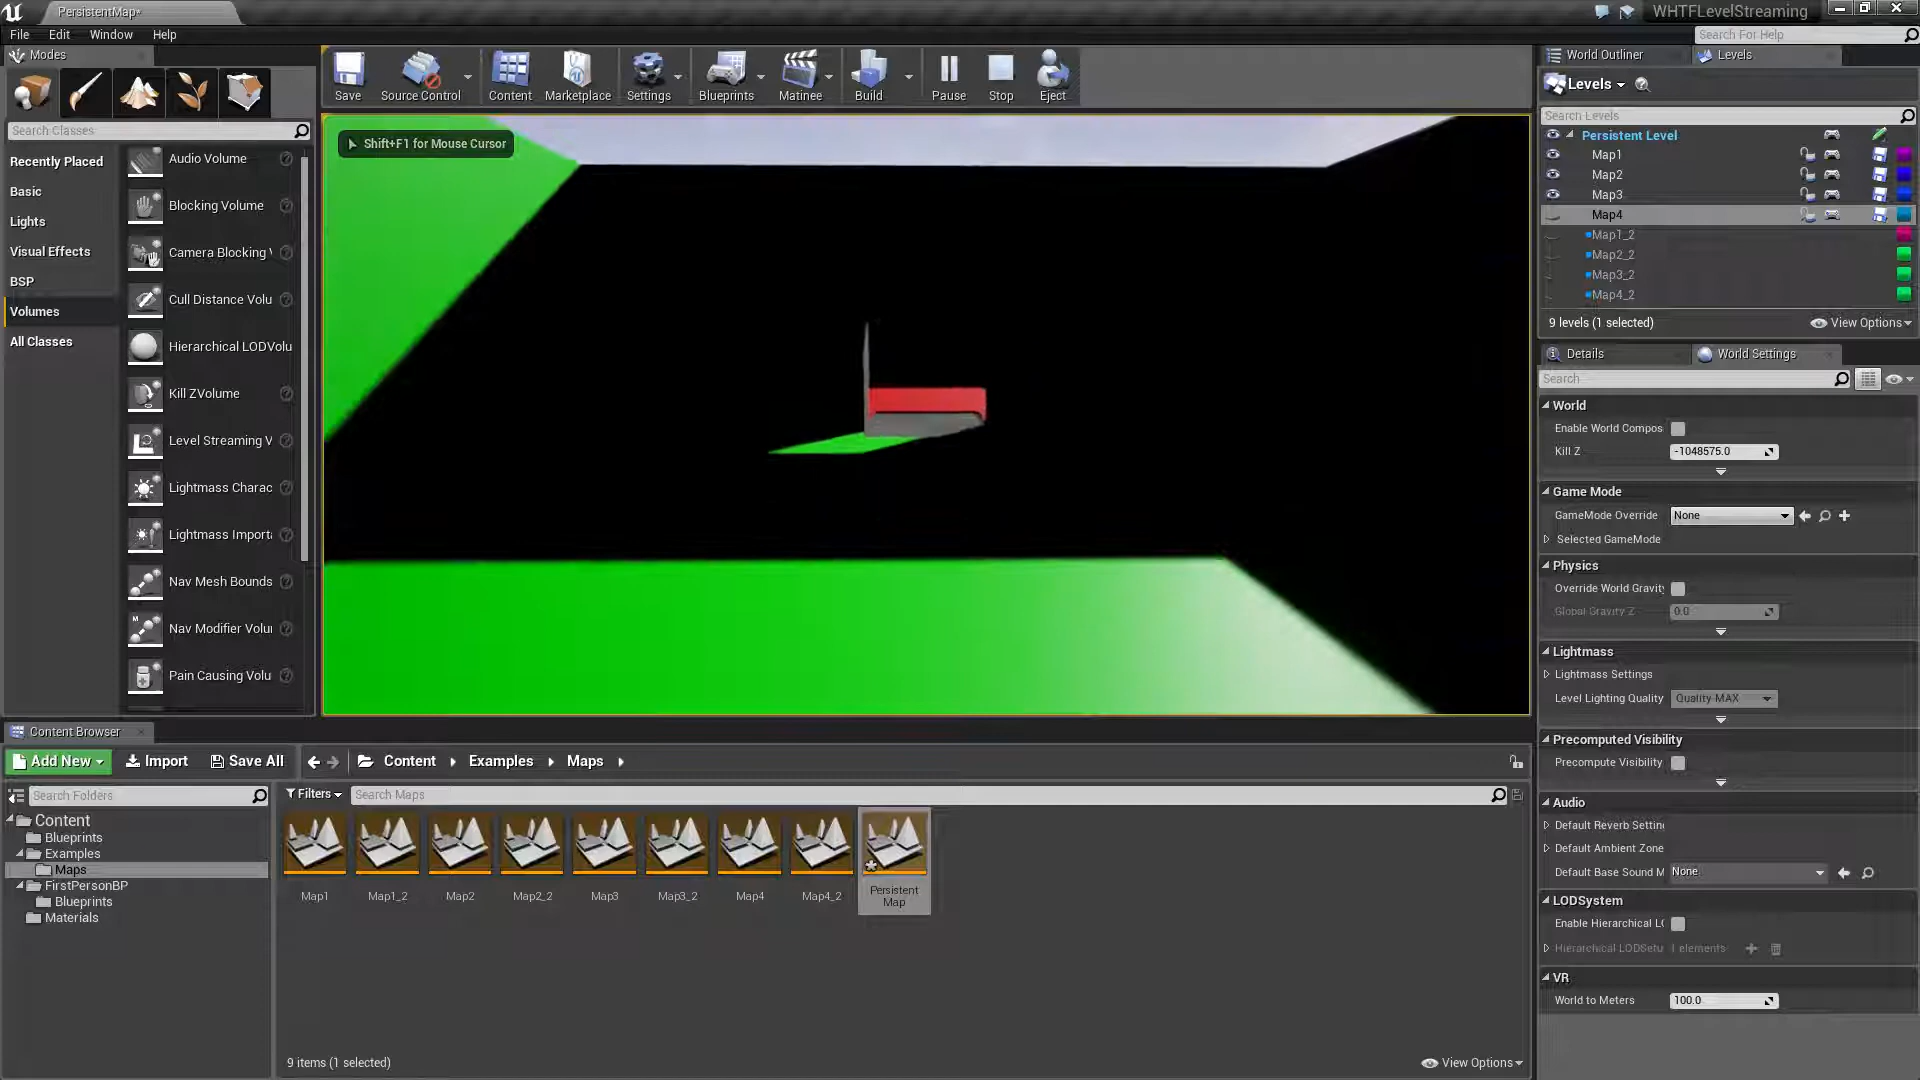 PersistentMap*
WHTFLevelStreaming
File
Edit
Window
Help
Search For Help
Modes
Search Classes
Recently Placed
Basic
Lights
Visual Effects
BSP
Volumes
All Classes
Audio Volume
Blocking Volume
Camera Blocking V
Cull Distance Volu
Hierarchical LODVolu
Kill ZVolume
Level Streaming V
Lightmass Charac
Lightmass Importa
Nav Mesh Bounds
Nav Modifier Volu
Pain Causing Volu
Save
Source Control
Content
Marketplace
Settings
Blueprints
Matinee
Build
Pause
Stop
Eject
Shift+F1 for Mouse Cursor
World Outliner
Levels
Levels
Search Levels
Persistent Level
Map1
Map2
Map3
Map4
Map1_2
Map2_2
Map3_2
Map4_2
9 levels (1 selected)
View Options
Details
World Settings
Search
World
Enable World Compos
Kill Z
-1048575.0
Game Mode
GameMode Override
None
Selected GameMode
Physics
Override World Gravity
Global Gravity Z
0.0
Lightmass
Lightmass Settings
Level Lighting Quality
Quality MAX
Precomputed Visibility
Precompute Visibility
Audio
Default Reverb Settin
Default Ambient Zone
Default Base Sound M
None
LODSystem
Enable Hierarchical LO
Hierarchical LODSetu
1 elements
VR
World to Meters
100.0
Content Browser
Add New
Import
Save All
Content
Examples
Maps
Search Folders
Filters
Search Maps
Content
Blueprints
Examples
Maps
FirstPersonBP
Blueprints
Materials
Map1
Map1_2
Map2
Map2_2
Map3
Map3_2
Map4
Map4_2
Persistent
Map
9 items (1 selected)
View Options